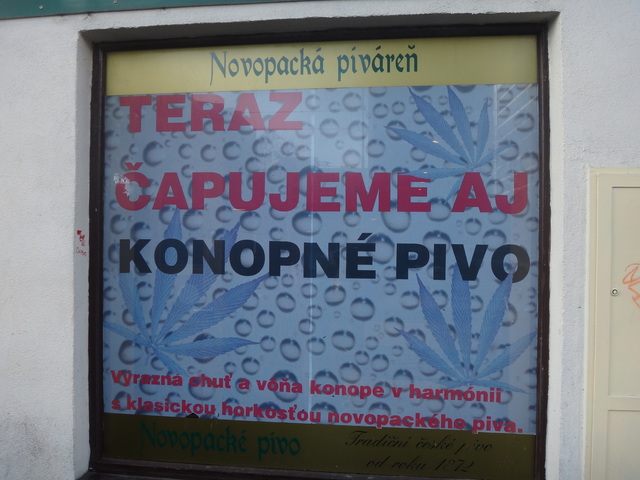 Novopacká piváreň
TERAZ
ČAPUJEME AJ
KONOPNÉ PIVO
Výrazná chuť a vôňa konope v harmónii
s klasickou horkosťou novopackého piva.
Novopacké pivo
Tradiční české pivo
od roku 1872